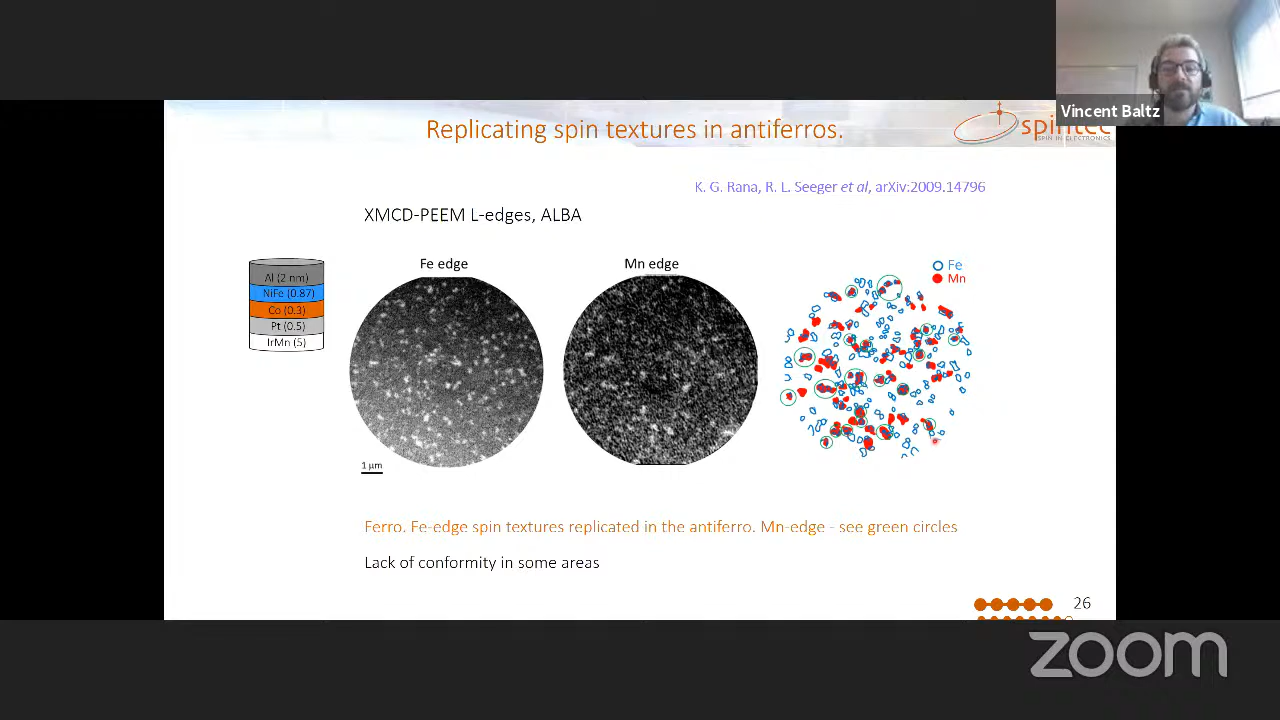 Vincent Baltz
Replicating spin textures in antiferros.
spintec
SPIN IN ELECTRONICS
K. G. Rana, R. L. Seeger et al, arXiv:2009.14796
XMCD-PEEM L-edges, ALBA
Fe edge
Mn edge
Fe
Mn
Al (2 nm)
NiFe (0.87)
Co (0.3)
Pt (0.5)
IrMn (5)
1 μm
Ferro. Fe-edge spin textures replicated in the antiferro. Mn-edge - see green circles
Lack of conformity in some areas
26
zoom